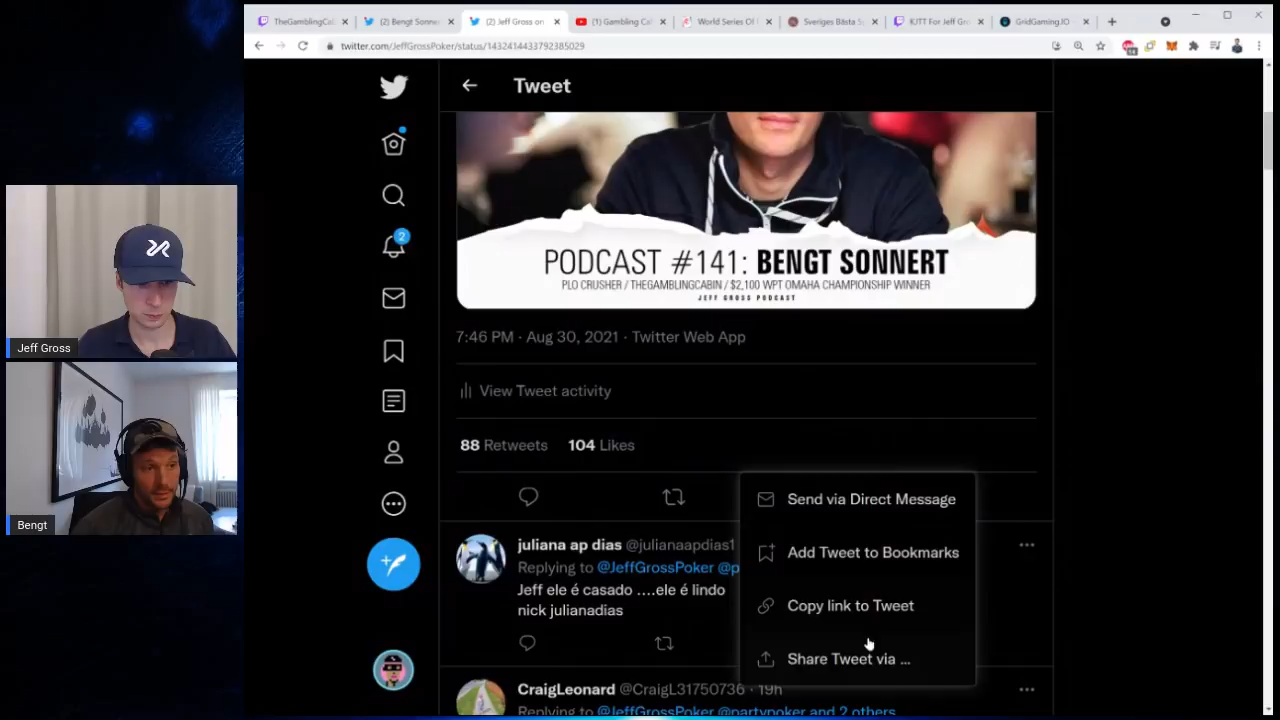 TheGamblingCa
(2) Bengt Sonne
(2) Jeff Gross on
(1) Gambling Ca
World Series Of
Sveriges Bästa S
KJTT For Jeff Gr
GridGaming.IO -
twitter.com/JeffGrossPoker/status/1432414433792385029
Tweet
PODCAST #141: BENGT SONNERT
PLO CRUSHER / THEGAMBLINGCABIN / $2,100 WPT OMAHA CHAMPIONSHIP WINNER
JEFF GROSS PODCAST
7:46 PM · Aug 30, 2021 · Twitter Web App
View Tweet activity
88 Retweets 104 Likes
Send via Direct Message
Add Tweet to Bookmarks
Copy link to Tweet
Share Tweet via ...
juliana ap dias @julianaapdias1
Replying to @JeffGrossPoker @p
Jeff ele é casado ....ele é lindo
nick julianadias
CraigLeonard @CraigL31750736 · 19h
Replying to @JeffGrossPoker @partypoker and 2 others
2
Jeff Gross
Bengt